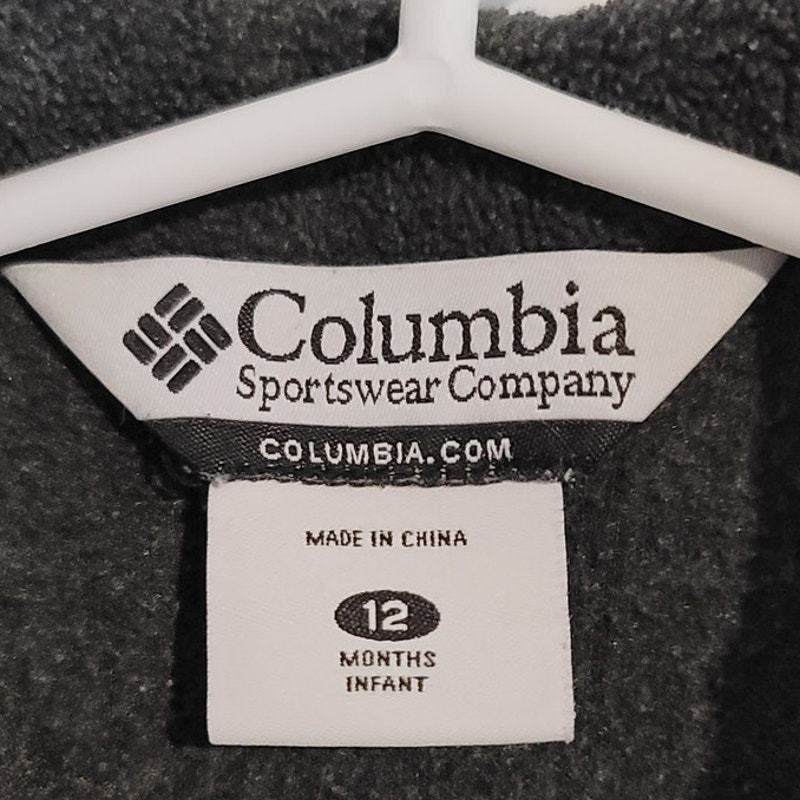 Columbia
Sportswear Company
COLUMBIA.COM
MADE IN CHINA
12
MONTHS
INFANT